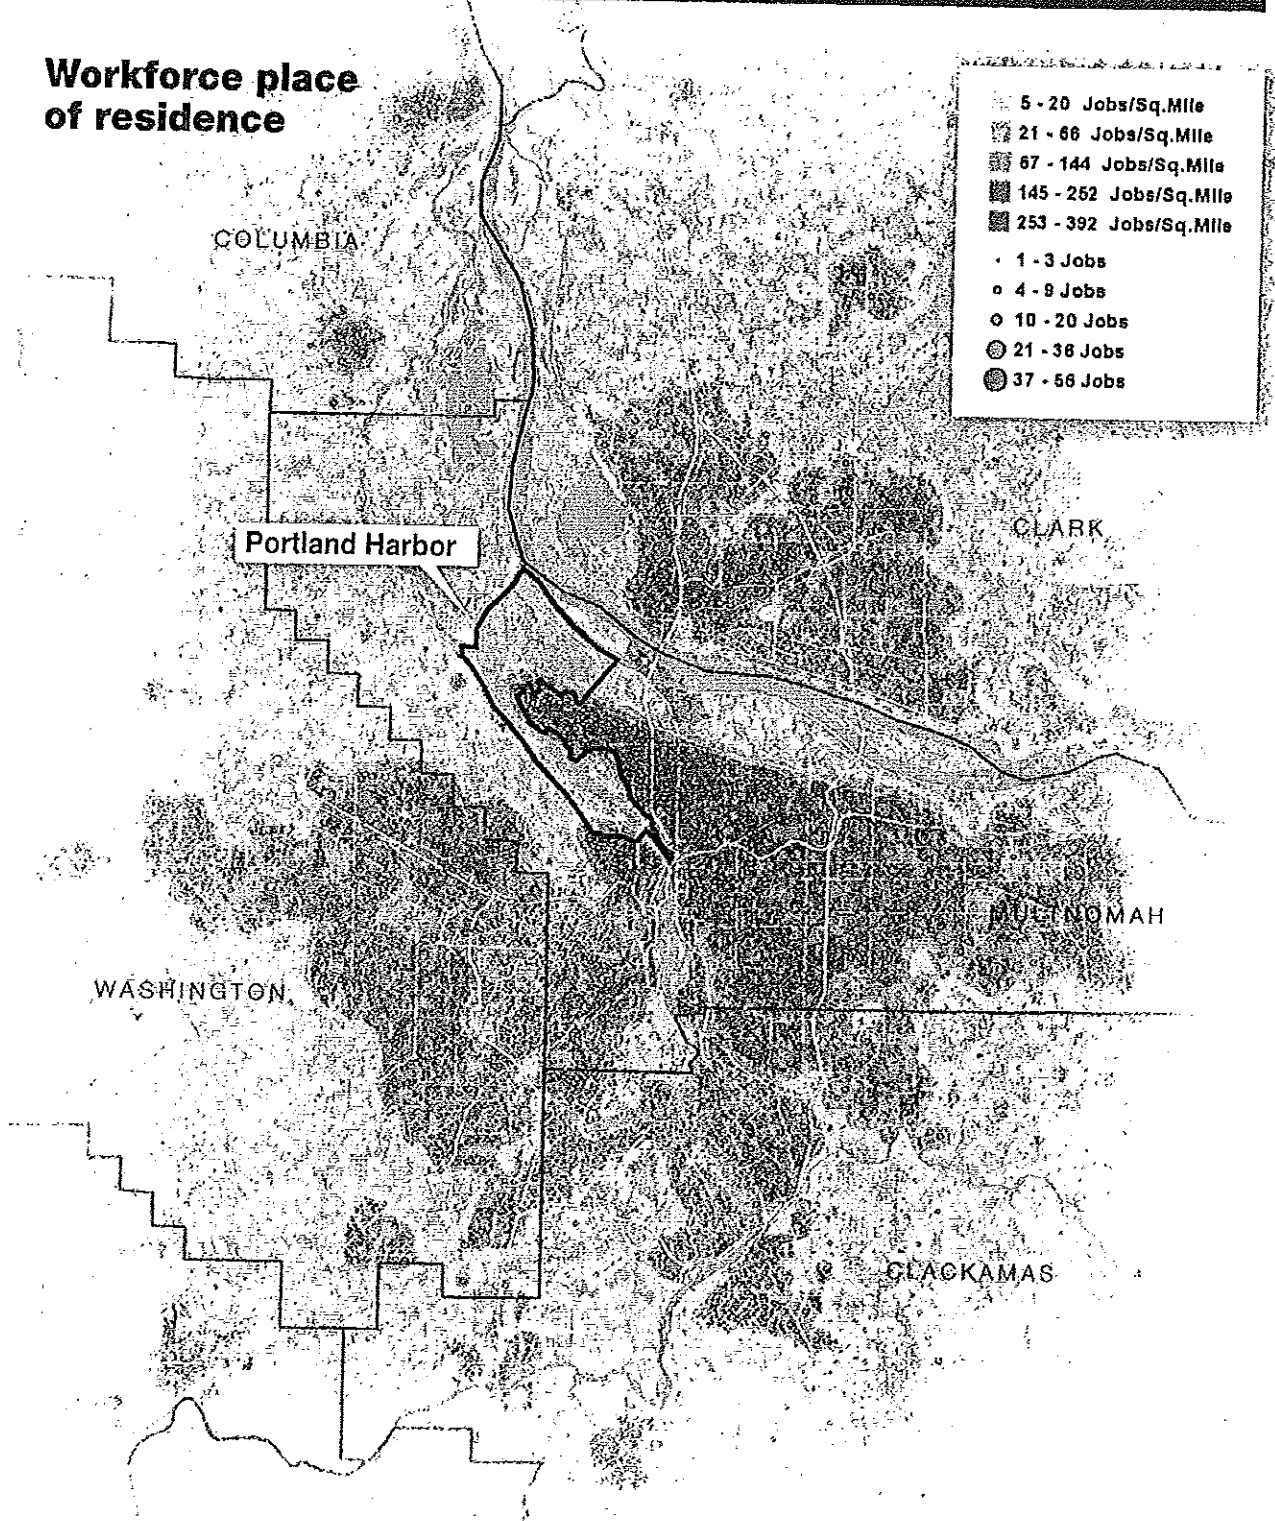 Workforce place
of residence
5 - 20 Jobs/Sq.Mile
21 - 66 Jobs/Sq.Mile
67 - 144 Jobs/Sq.Mile
145 - 252 Jobs/Sq.Mile
253 - 392 Jobs/Sq.Mile
1 - 3 Jobs
4 - 9 Jobs
10 - 20 Jobs
21 - 36 Jobs
37 - 56 Jobs
COLUMBIA
CLARK
Portland Harbor
MULTNOMAH
WASHINGTON
CLACKAMAS